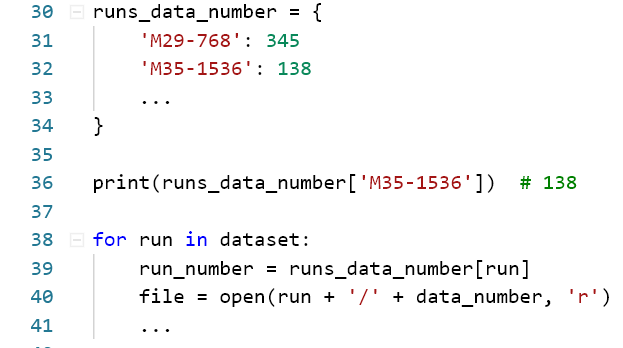 30 runs_data_number = {
31     'M29-768': 345
32     'M35-1536': 138
33     ...
34 }
35
36 print(runs_data_number['M35-1536'])  # 138
37
38 for run in dataset:
39     run_number = runs_data_number[run]
40     file = open(run + '/' + data_number, 'r')
41     ...